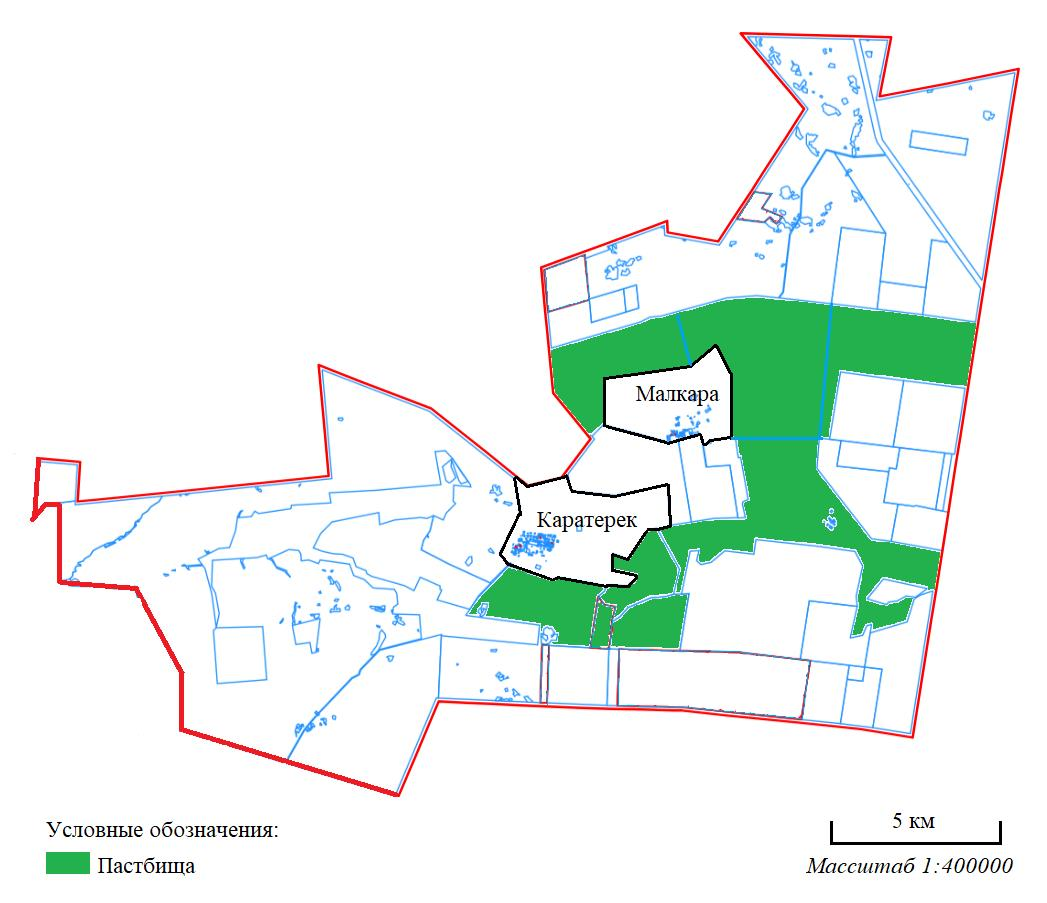 Малкара
Каратерек
Условные обозначения:
Пастбища
5 км
Масштаб 1:400000